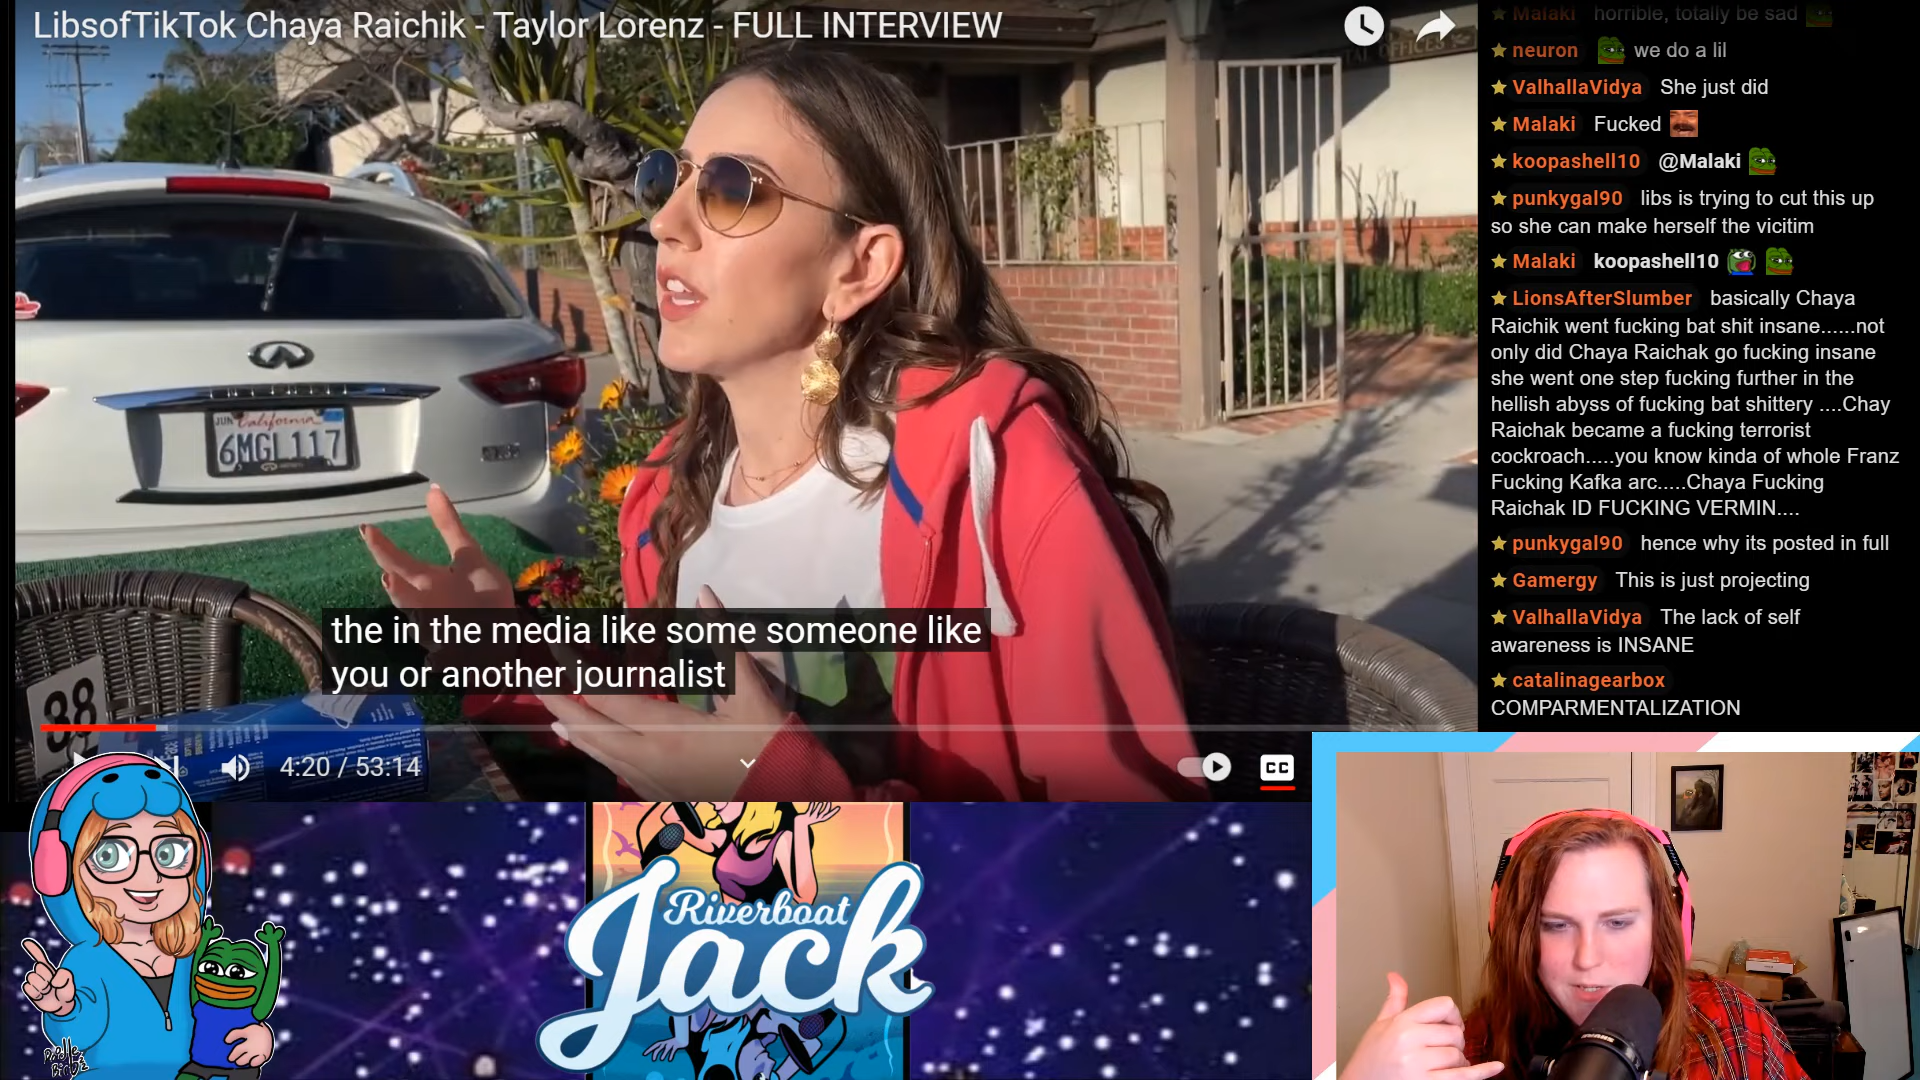 LibsofTikTok Chaya Raichik - Taylor Lorenz - FULL INTERVIEW
JUN California
6MGL117
the in the media like some someone like
you or another journalist
88
4:20 / 53:14
CC
Riverboat
Jack
Malaki horrible, totally be sad
neuron we do a lil
ValhallaVidya She just did
Malaki Fucked
koopashell10 @Malaki
punkygal90 libs is trying to cut this up
so she can make herself the vicitim
Malaki koopashell10
LionsAfterSlumber basically Chaya
Raichik went fucking bat shit insane......not
only did Chaya Raichak go fucking insane
she went one step fucking further in the
hellish abyss of fucking bat shittery ....Chay
Raichak became a fucking terrorist
cockroach.....you know kinda of whole Franz
Fucking Kafka arc.....Chaya Fucking
Raichak ID FUCKING VERMIN....
punkygal90 hence why its posted in full
Gamergy This is just projecting
ValhallaVidya The lack of self
awareness is INSANE
catalinagearbox
COMPARMENTALIZATION